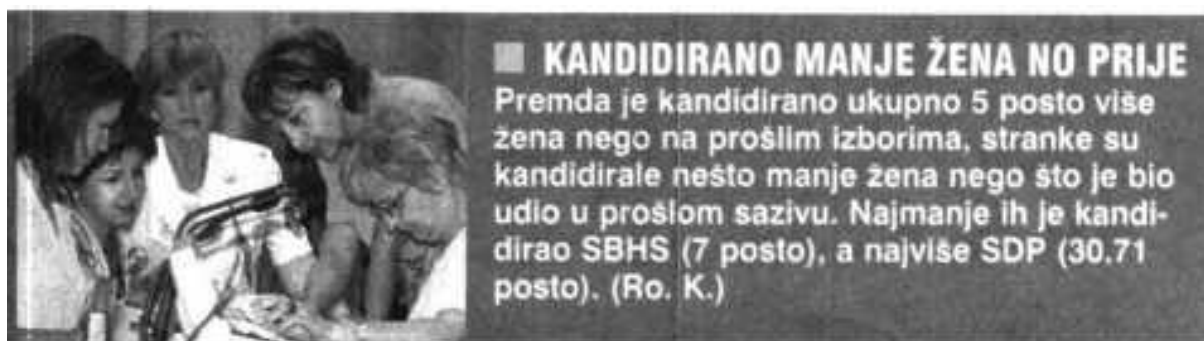 KANDIDIRANO MANJE ŽENA NO PRIJE
Premda je kandidirano ukupno 5 posto više
žena nego na prošlim izborima, stranke su
kandidirale nešto manje žena nego što je bio
udio u prošlom sazivu. Najmanje ih je kandi-
dirao SBHS (7 posto), a najviše SDP (30.71
posto). (Ro. K.)